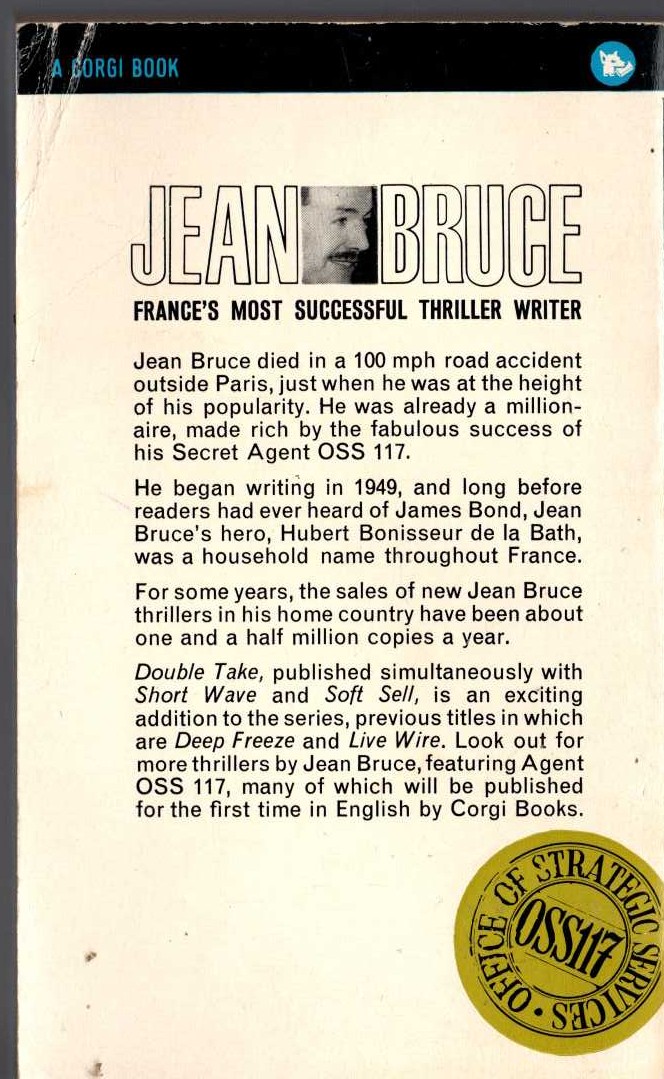 A CORGI BOOK
JEAN BRUCE
FRANCE'S MOST SUCCESSFUL THRILLER WRITER
Jean Bruce died in a 100 mph road accident
outside Paris, just when he was at the height
of his popularity. He was already a million-
aire, made rich by the fabulous success of
his Secret Agent OSS 117.
He began writing in 1949, and long before
readers had ever heard of James Bond, Jean
Bruce's hero, Hubert Bonisseur de la Bath,
was a household name throughout France.
For some years, the sales of new Jean Bruce
thrillers in his home country have been about
one and a half million copies a year.
Double Take, published simultaneously with
Short Wave and Soft Sell, is an exciting
addition to the series, previous titles in which
are Deep Freeze and Live Wire. Look out for
more thrillers by Jean Bruce, featuring Agent
OSS 117, many of which will be published
for the first time in English by Corgi Books.
OFFICE OF STRATEGIC SERVICES •
OSS117